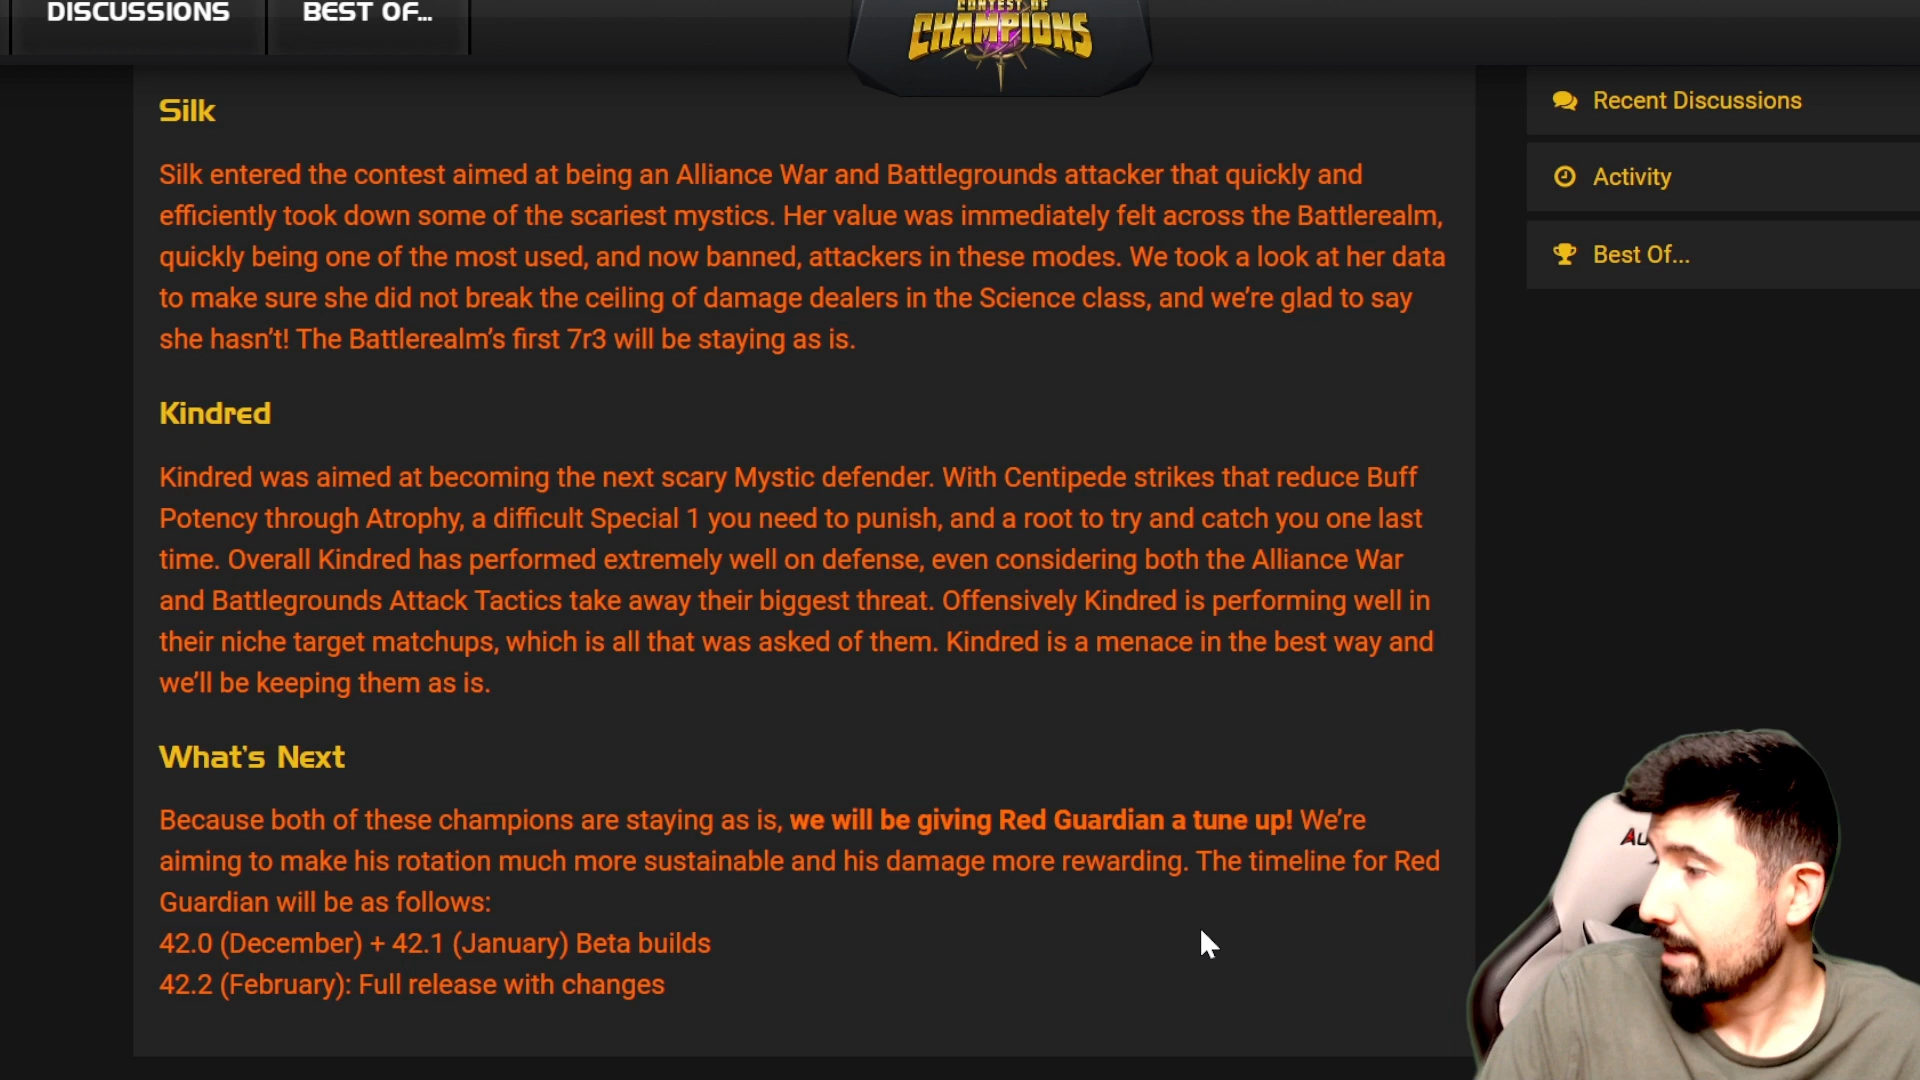 DISCUSSIONS
BEST OF...
CONTEST OF
CHAMPIONS
Silk
Silk entered the contest aimed at being an Alliance War and Battlegrounds attacker that quickly and
efficiently took down some of the scariest mystics. Her value was immediately felt across the Battlerealm,
quickly being one of the most used, and now banned, attackers in these modes. We took a look at her data
to make sure she did not break the ceiling of damage dealers in the Science class, and we’re glad to say
she hasn’t! The Battlerealm’s first 7r3 will be staying as is.
Kindred
Kindred was aimed at becoming the next scary Mystic defender. With Centipede strikes that reduce Buff
Potency through Atrophy, a difficult Special 1 you need to punish, and a root to try and catch you one last
time. Overall Kindred has performed extremely well on defense, even considering both the Alliance War
and Battlegrounds Attack Tactics take away their biggest threat. Offensively Kindred is performing well in
their niche target matchups, which is all that was asked of them. Kindred is a menace in the best way and
we’ll be keeping them as is.
What's Next
Because both of these champions are staying as is, we will be giving Red Guardian a tune up! We’re
aiming to make his rotation much more sustainable and his damage more rewarding. The timeline for Red
Guardian will be as follows:
42.0 (December) + 42.1 (January) Beta builds
42.2 (February): Full release with changes
Recent Discussions
Activity
Best Of...